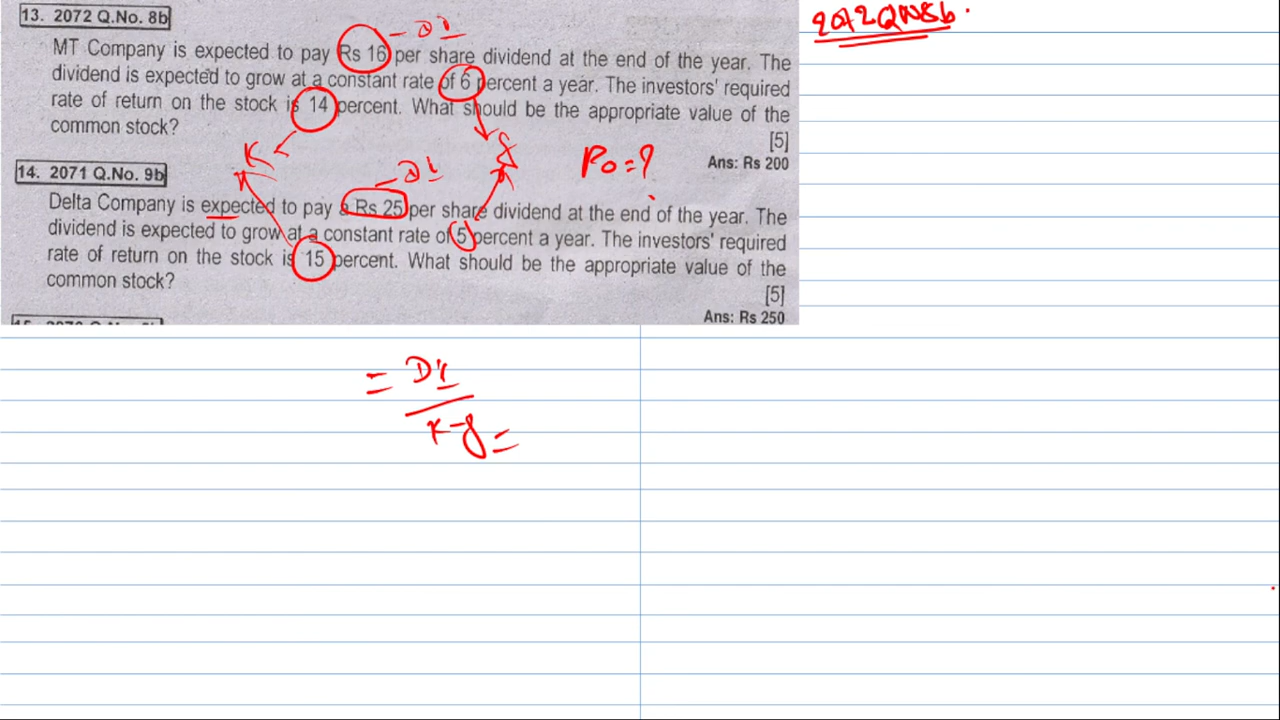 13. 2072 Q.No. 8b
MT Company is expected to pay Rs 16 per share dividend at the end of the year. The
dividend is expected to grow at a constant rate of 6 percent a year. The investors' required
rate of return on the stock is 14 percent. What should be the appropriate value of the
common stock?
[5]
Ans: Rs 200
D1
K
g
P0 = ?
14. 2071 Q.No. 9b
Delta Company is expected to pay a Rs 25 per share dividend at the end of the year. The
dividend is expected to grow at a constant rate of 5 percent a year. The investors' required
rate of return on the stock is 15 percent. What should be the appropriate value of the
common stock?
[5]
Ans: Rs 250
D1
= D1
K-g =
2072 QN8b.